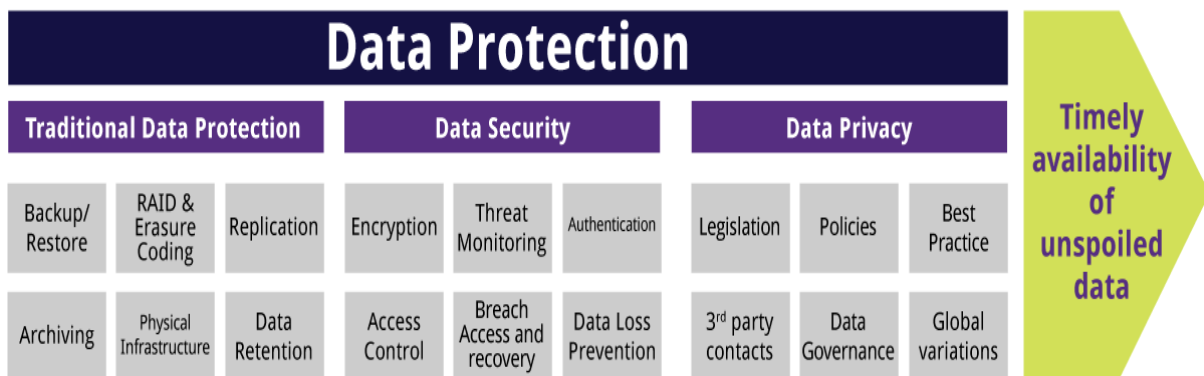 Data Protection
Traditional Data Protection
Data Security
Data Privacy
Timely
availability
of
unspoiled
data
Backup/
Restore
RAID &
Erasure
Coding
Replication
Encryption
Threat
Monitoring
Authentication
Legislation
Policies
Best
Practice
Archiving
Physical
Infrastructure
Data
Retention
Access
Control
Breach
Access and
recovery
Data Loss
Prevention
3rd party
contacts
Data
Governance
Global
variations